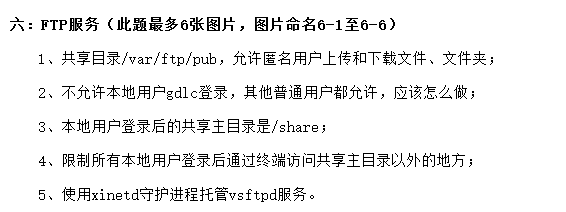 六：FTP服务（此题最多6张图片，图片命名6-1至6-6）
1、共享目录/var/ftp/pub，允许匿名用户上传和下载文件、文件夹；
2、不允许本地用户gdlc登录，其他普通用户都允许，应该怎么做；
3、本地用户登录后的共享主目录是/share；
4、限制所有本地用户登录后通过终端访问共享主目录以外的地方；
5、使用xinetd守护进程托管vsftpd服务。